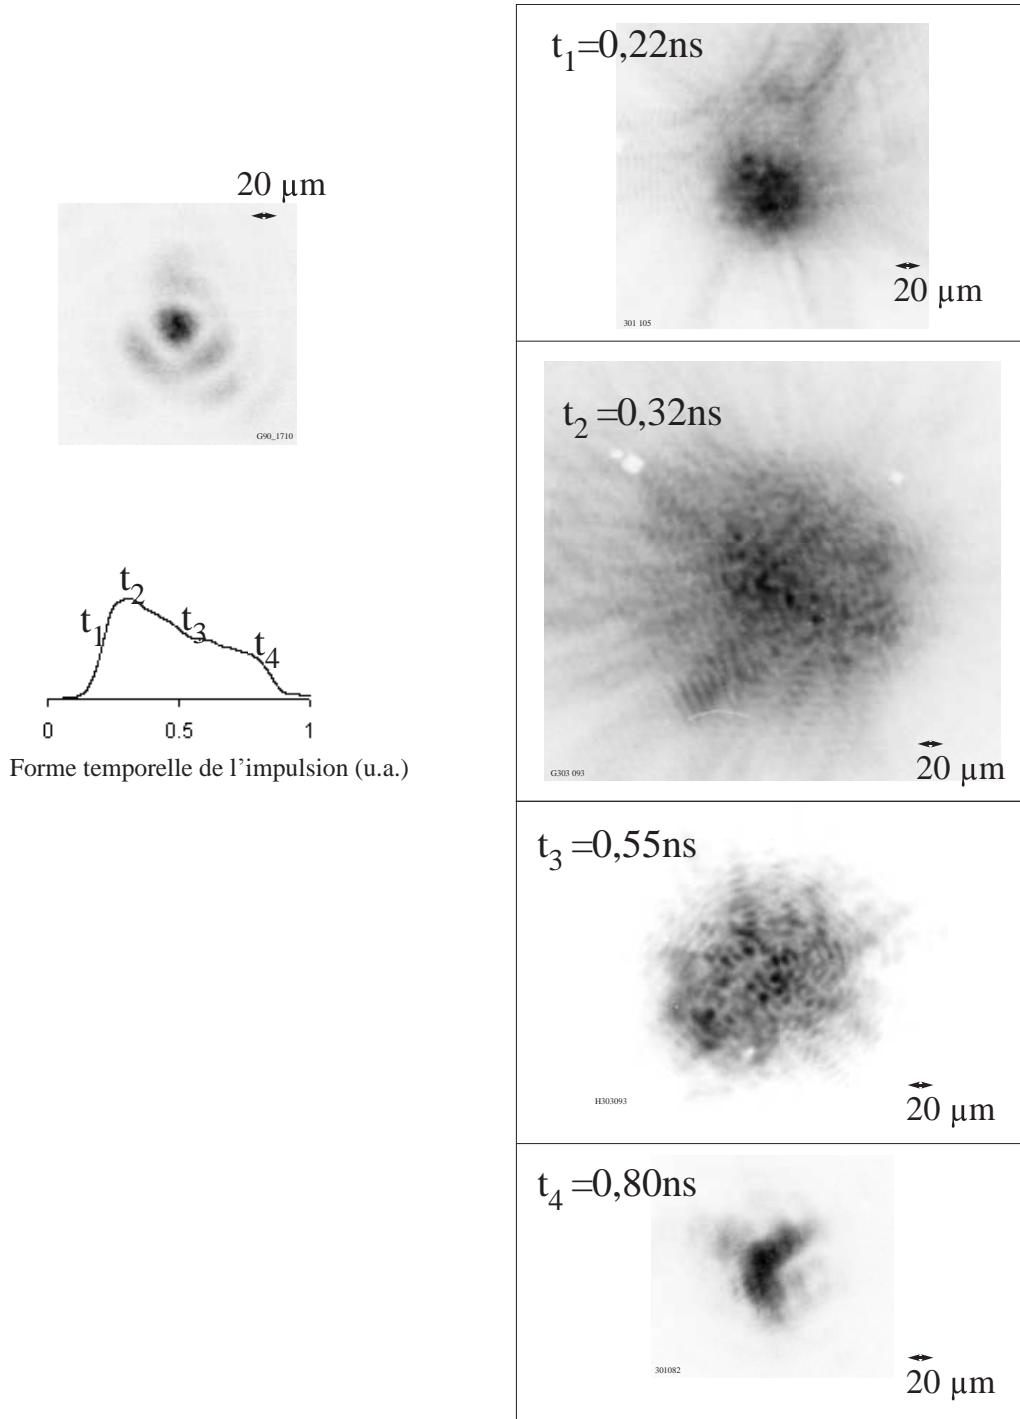 20 µm
G90_1710
t1
t2
t3
t4
0
0.5
1
Forme temporelle de l’impulsion (u.a.)
t1=0,22ns
20 µm
301 105
t2 =0,32ns
20 µm
G303 093
t3 =0,55ns
H303093
20 µm
t4 =0,80ns
20 µm
301082